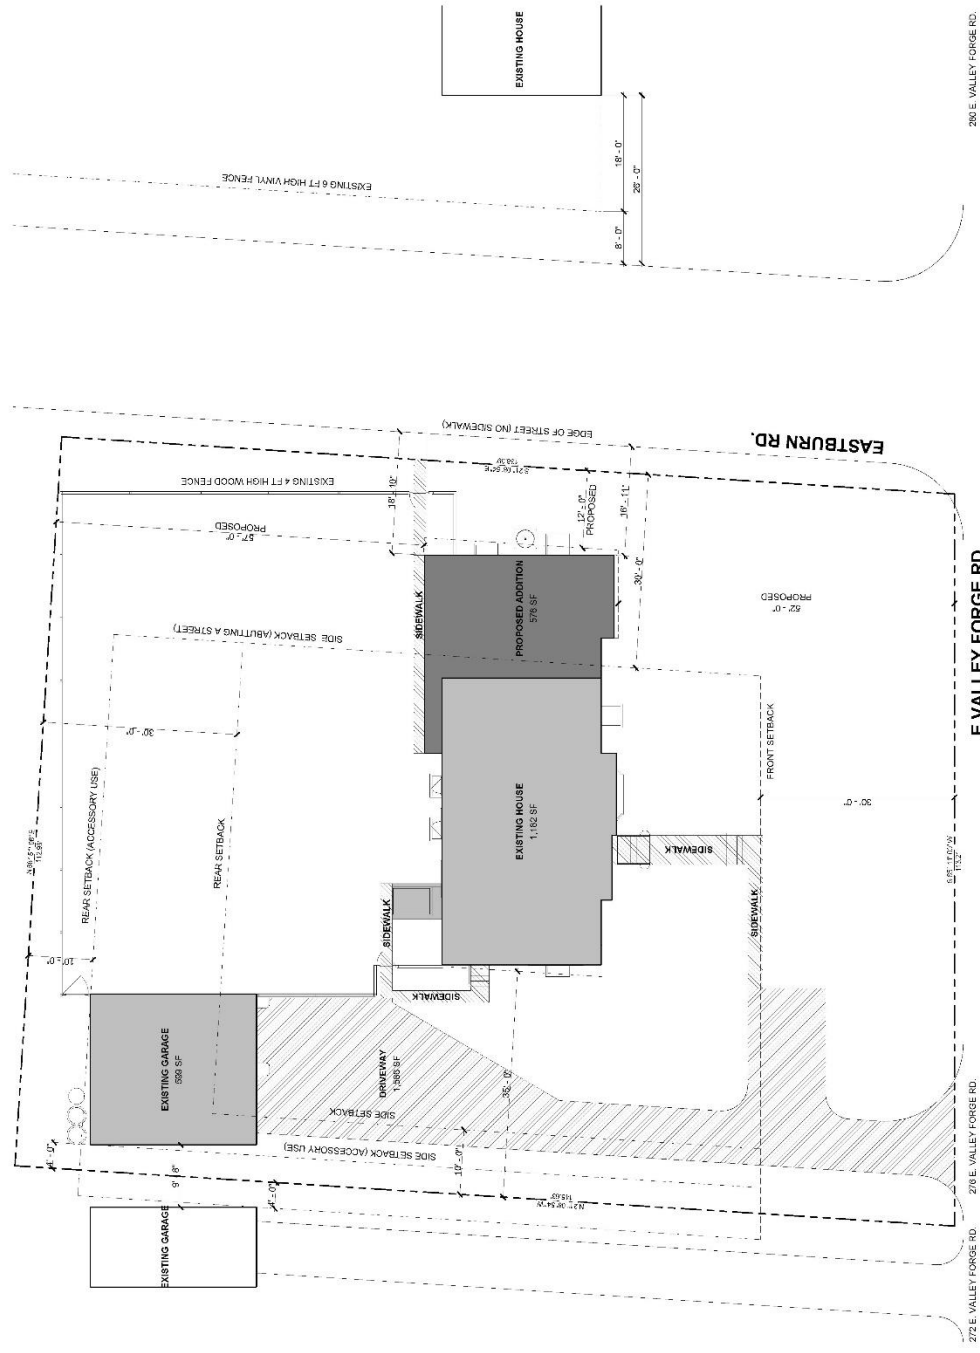 EXISTING HOUSE
280 E. VALLEY FORGE RD.
EXISTING 6 FT HIGH VINYL FENCE
18' - 0"
26' - 0"
8' - 0"
EDGE OF STREET (NO SIDEWALK)
EASTBURN RD.
EXISTING 4 FT HIGH WOOD FENCE
18' - 10"
12' - 0"
PROPOSED
16' - 11"
30' - 0"
57' - 0"
PROPOSED
SIDEWALK
PROPOSED ADDITION
576 SF
SIDE SETBACK (ABUTTING A STREET)
52' - 0"
PROPOSED
E VALLEY FORGE RD.
30' - 0"
REAR SETBACK (ACCESSORY USE)
REAR SETBACK
FRONT SETBACK
30' - 0"
EXISTING HOUSE
1,162 SF
SIDEWALK
SIDEWALK
SIDEWALK
SIDEWALK
10' - 0"
EXISTING GARAGE
599 SF
DRIVEWAY
1,586 SF
35' - 0"
SIDE SETBACK
SIDE SETBACK (ACCESSORY USE)
10' - 0"
9' - 8"
4' - 0"
EXISTING GARAGE
276 E. VALLEY FORGE RD.
272 E. VALLEY FORGE RD.